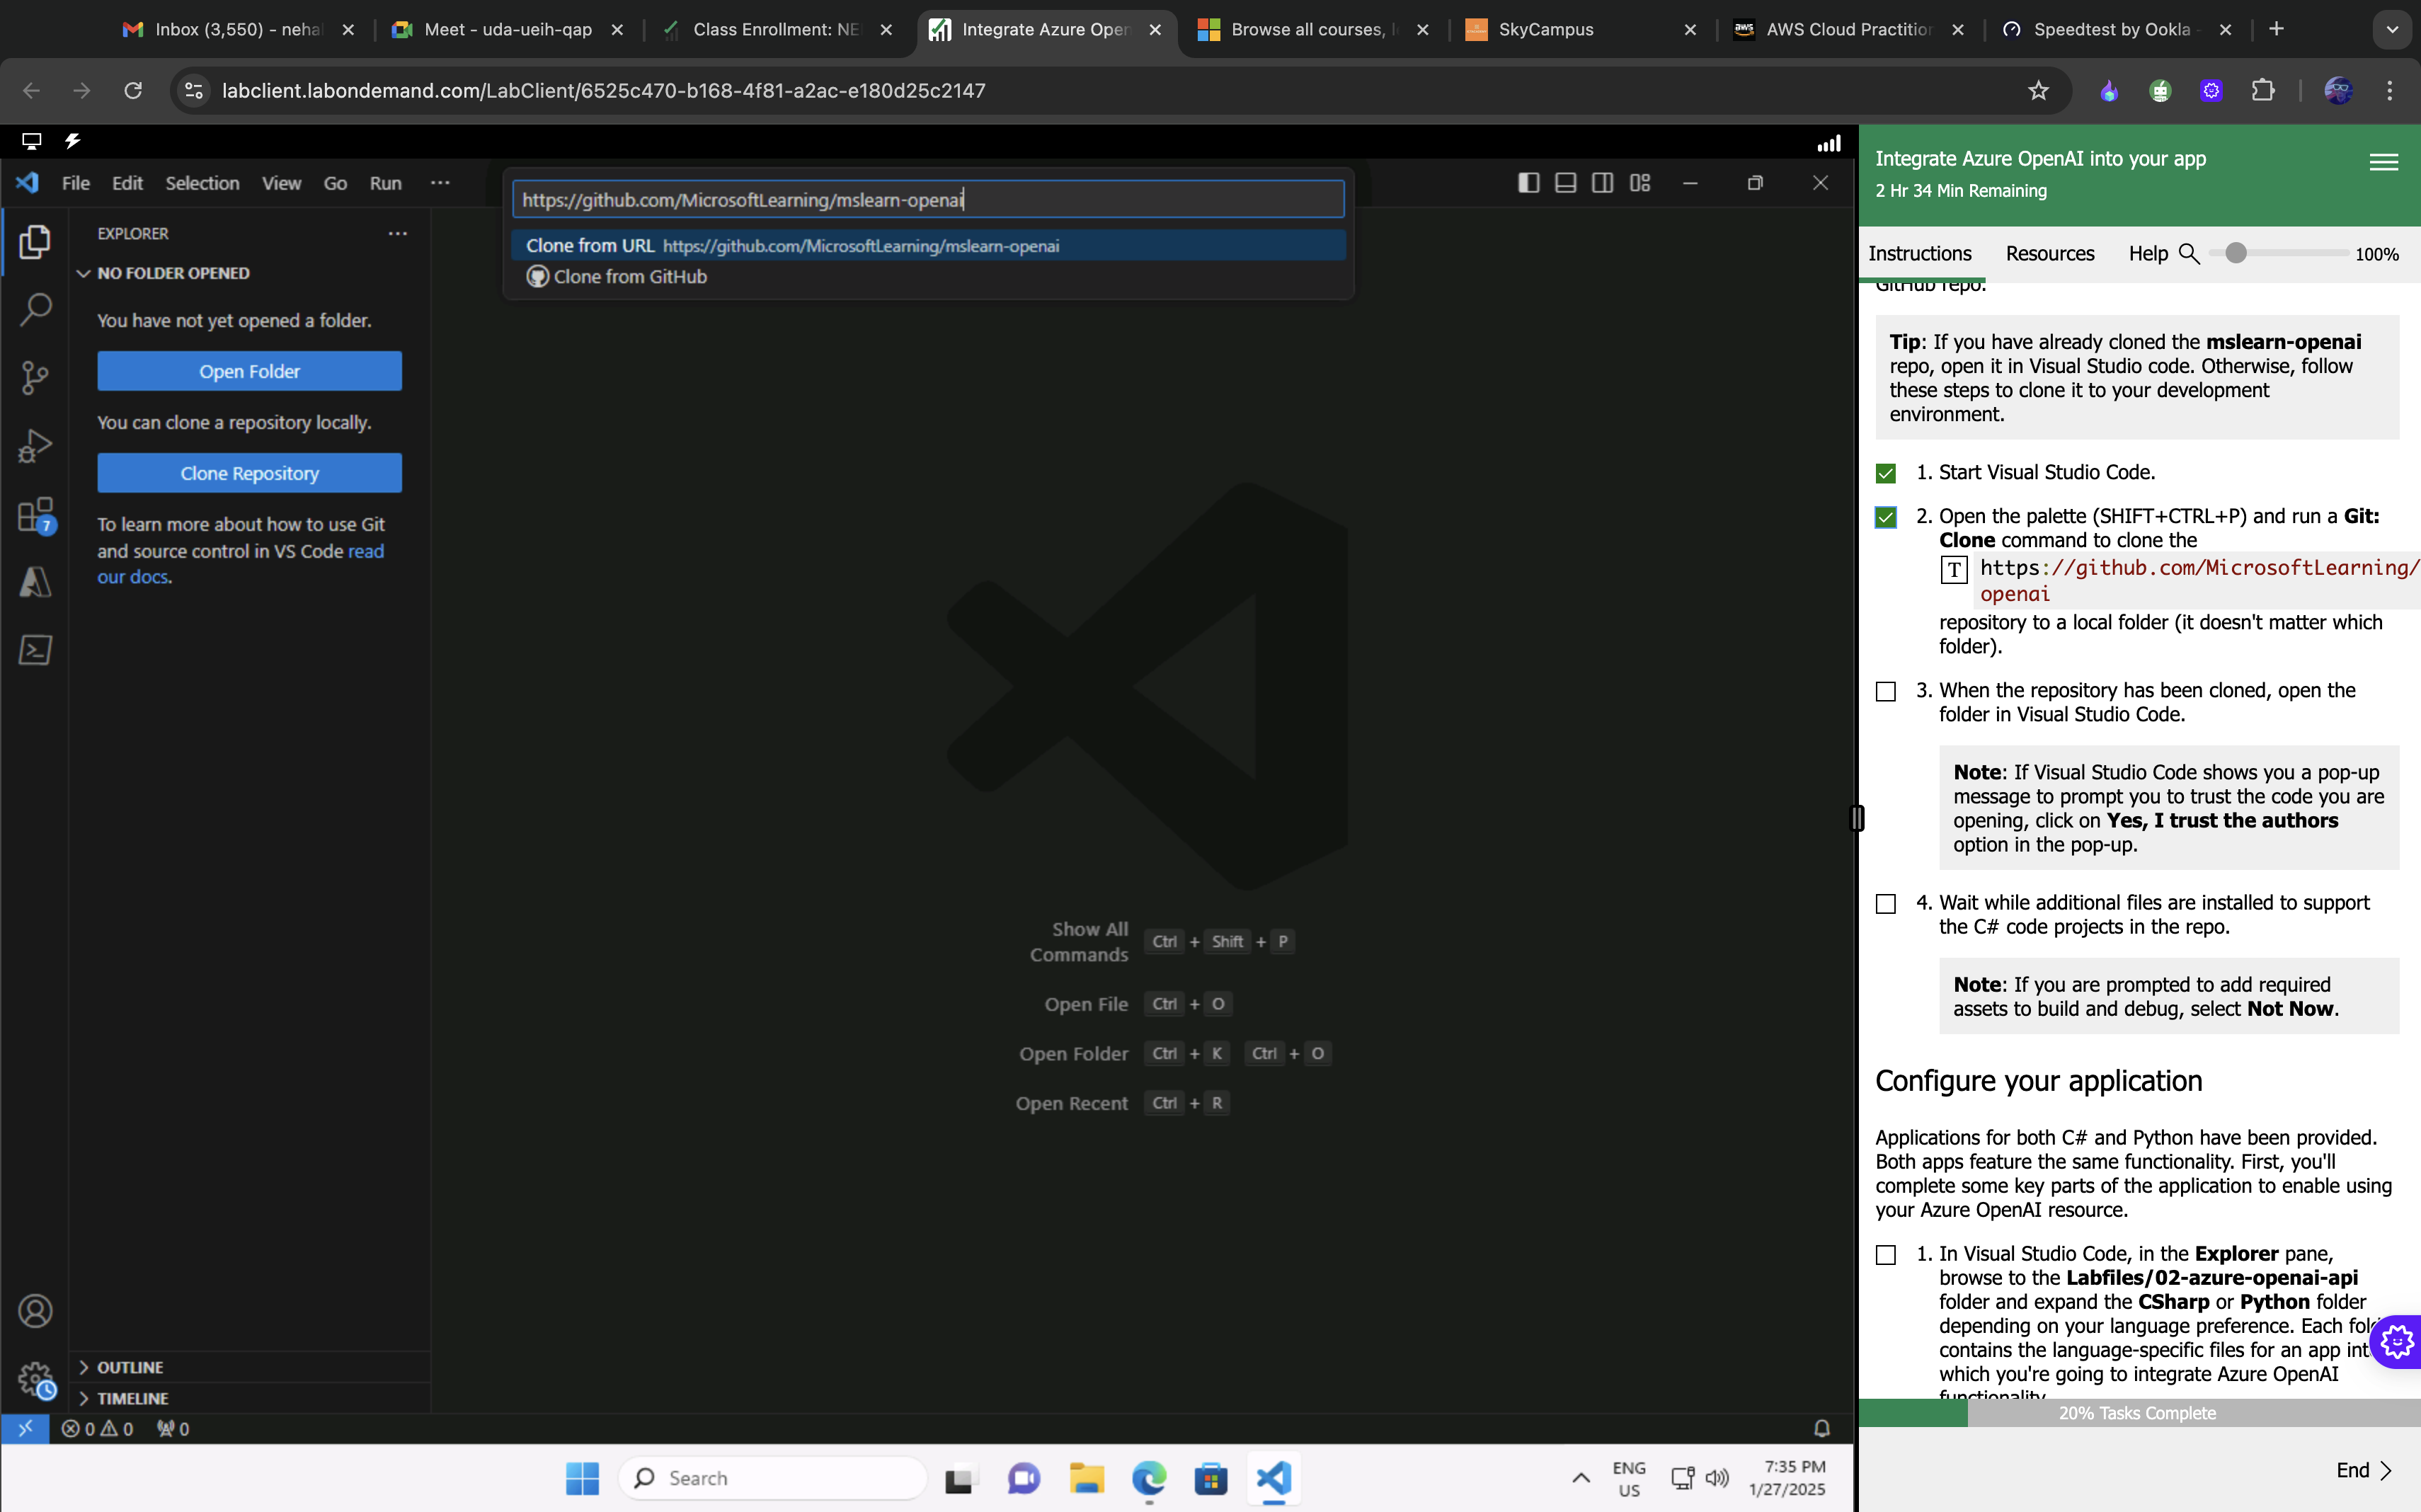 Inbox (3,550) - neha
Meet - uda-ueih-qap
Class Enrollment: NE
Integrate Azure Open
Browse all courses, l
SkyCampus
AWS Cloud Practition
Speedtest by Ookla -
labclient.labondemand.com/LabClient/6525c470-b168-4f81-a2ac-e180d25c2147
File Edit Selection View Go Run ···
https://github.com/MicrosoftLearning/mslearn-openai
Clone from URL https://github.com/MicrosoftLearning/mslearn-openai
Clone from GitHub
EXPLORER ···
NO FOLDER OPENED
You have not yet opened a folder.
Open Folder
You can clone a repository locally.
Clone Repository
To learn more about how to use Git
and source control in VS Code read
our docs.
7
Show All
Commands Ctrl + Shift + P
Open File Ctrl + O
Open Folder Ctrl + K Ctrl + O
Open Recent Ctrl + R
OUTLINE
TIMELINE
0 0 0
Search
ENG
US
7:35 PM
1/27/2025
Integrate Azure OpenAI into your app
2 Hr 34 Min Remaining
Instructions Resources Help 100%
GitHub repo.
Tip: If you have already cloned the mslearn-openai
repo, open it in Visual Studio code. Otherwise, follow
these steps to clone it to your development
environment.
1. Start Visual Studio Code.
2. Open the palette (SHIFT+CTRL+P) and run a Git:
Clone command to clone the
T https://github.com/MicrosoftLearning/
openai
repository to a local folder (it doesn't matter which
folder).
3. When the repository has been cloned, open the
folder in Visual Studio Code.
Note: If Visual Studio Code shows you a pop-up
message to prompt you to trust the code you are
opening, click on Yes, I trust the authors
option in the pop-up.
4. Wait while additional files are installed to support
the C# code projects in the repo.
Note: If you are prompted to add required
assets to build and debug, select Not Now.
Configure your application
Applications for both C# and Python have been provided.
Both apps feature the same functionality. First, you'll
complete some key parts of the application to enable using
your Azure OpenAI resource.
1. In Visual Studio Code, in the Explorer pane,
browse to the Labfiles/02-azure-openai-api
folder and expand the CSharp or Python folder
depending on your language preference. Each fol
contains the language-specific files for an app int
which you're going to integrate Azure OpenAI
functionality.
20% Tasks Complete
End